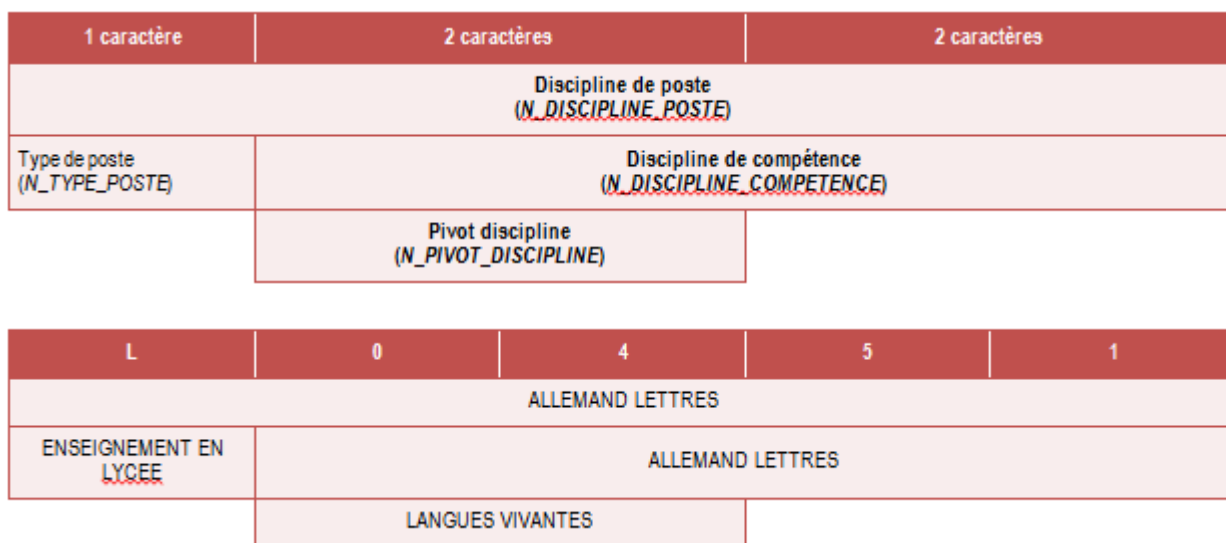 1 caractère 2 caractères 2 caractères
Discipline de poste
(N_DISCIPLINE_POSTE)
Type de poste
(N_TYPE_POSTE)
Discipline de compétence
(N_DISCIPLINE_COMPETENCE)
Pivot discipline
(N_PIVOT_DISCIPLINE)
L 0 4 5 1
ALLEMAND LETTRES
ENSEIGNEMENT EN
LYCEE
ALLEMAND LETTRES
LANGUES VIVANTES